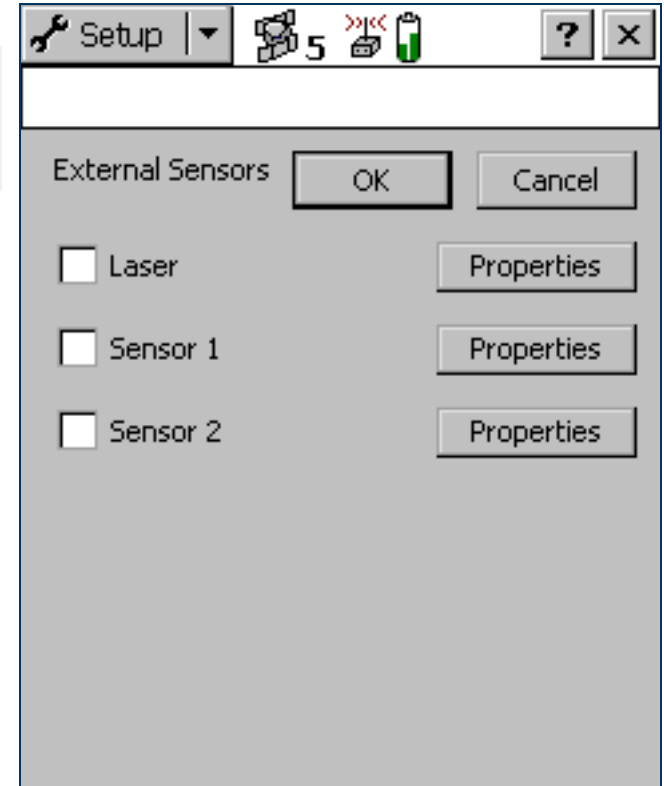 Setup 5 ? ×
External Sensors OK Cancel
Laser Properties
Sensor 1 Properties
Sensor 2 Properties